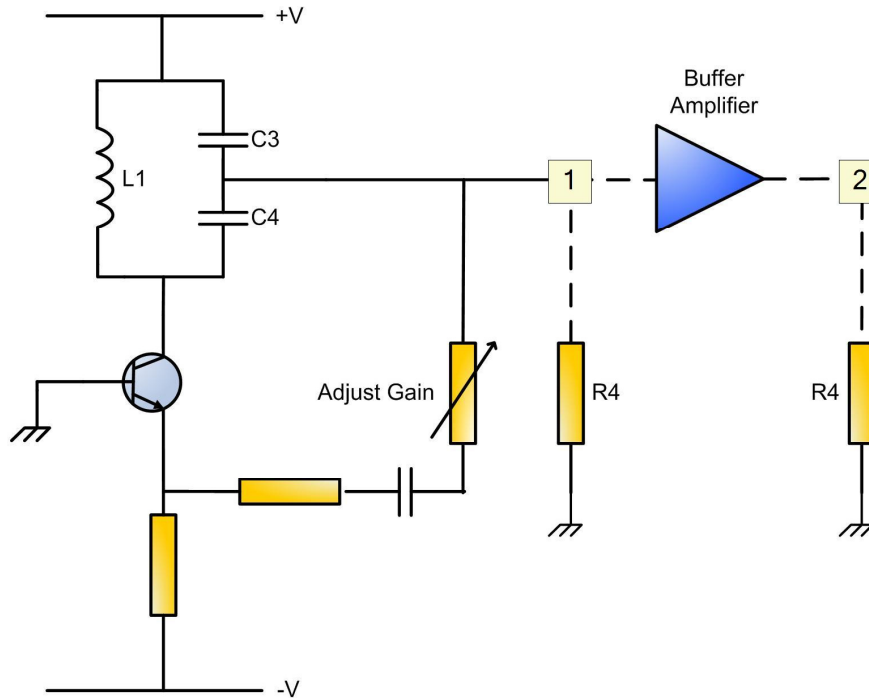 +V
Buffer
Amplifier
C3
L1
1
2
C4
Adjust Gain
R4
R4
-V